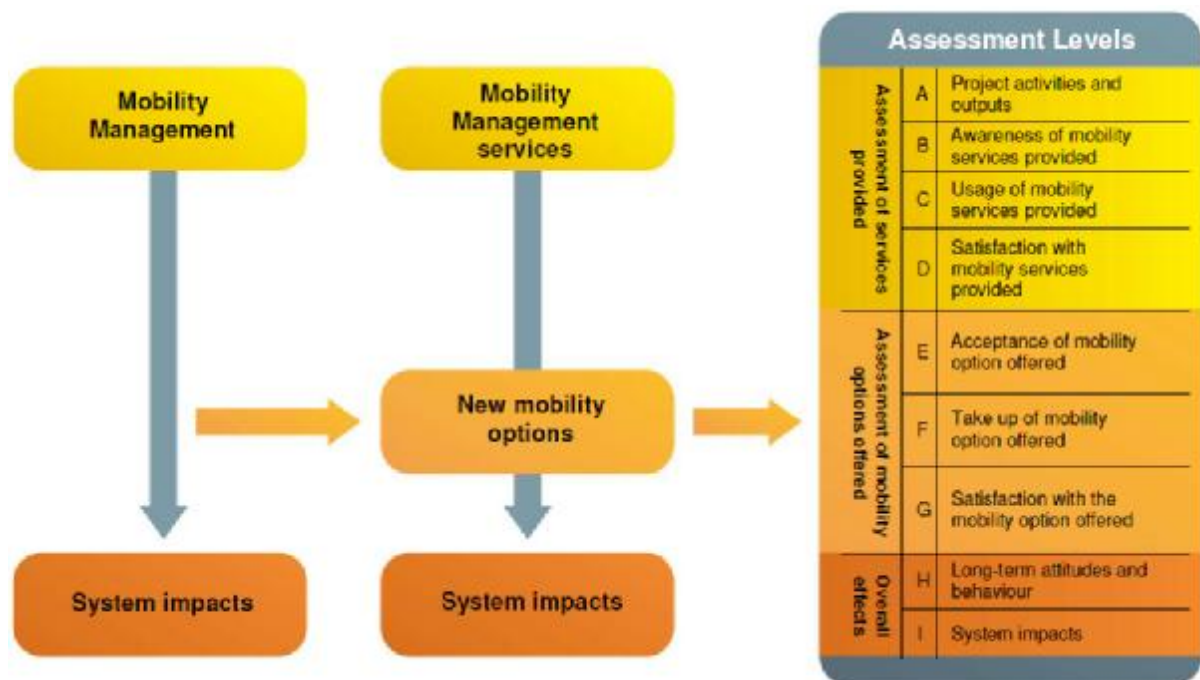 Mobility
Management
System impacts
Mobility
Management
services
New mobility
options
System impacts
Assessment Levels
Assessment of services
provided
A
Project activities and
outputs
B
Awareness of mobility
services provided
C
Usage of mobility
services provided
D
Satisfaction with
mobility services
provided
Assessment of mobility
options offered
E
Acceptance of mobility
option offered
F
Take up of mobility
option offered
G
Satisfaction with the
mobility option offered
Overall
effects
H
Long-term attitudes and
behaviour
I
System impacts